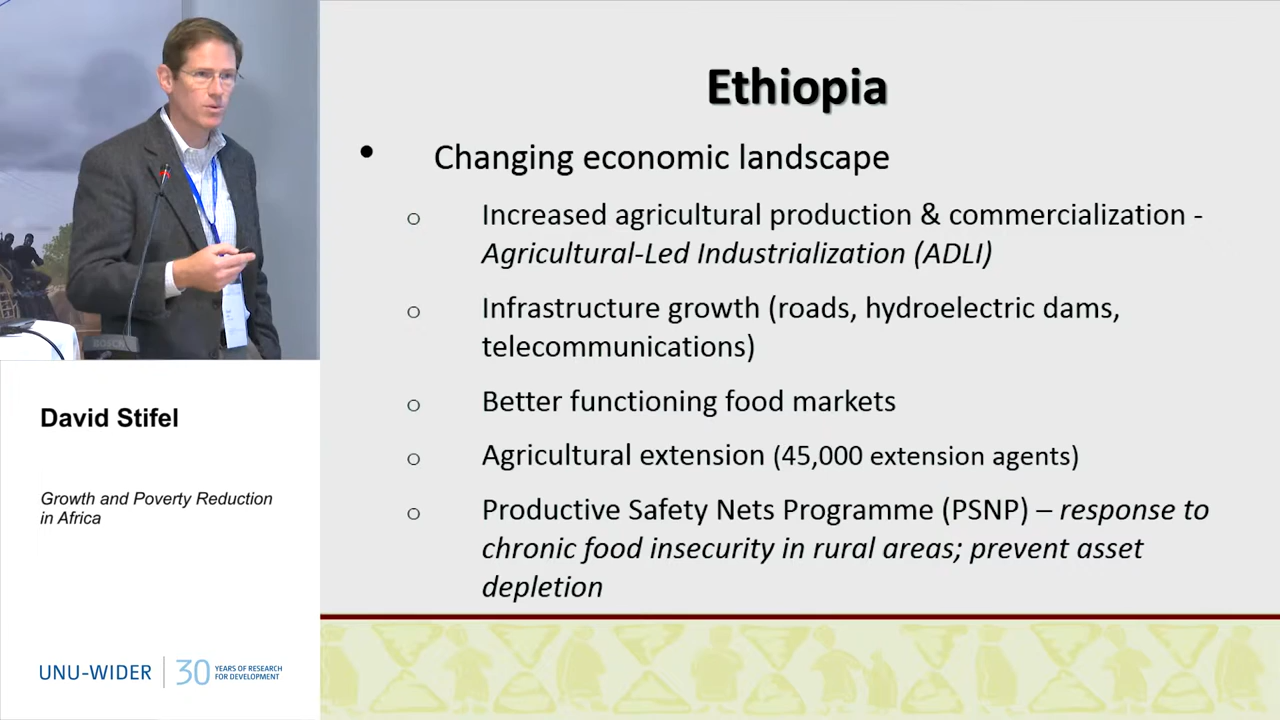 Ethiopia
• Changing economic landscape
o Increased agricultural production & commercialization -
Agricultural-Led Industrialization (ADLI)
o Infrastructure growth (roads, hydroelectric dams,
telecommunications)
o Better functioning food markets
o Agricultural extension (45,000 extension agents)
o Productive Safety Nets Programme (PSNP) – response to
chronic food insecurity in rural areas; prevent asset
depletion
BOSCH
David Stifel
Growth and Poverty Reduction
in Africa
UNU-WIDER
30 YEARS OF RESEARCH
FOR DEVELOPMENT